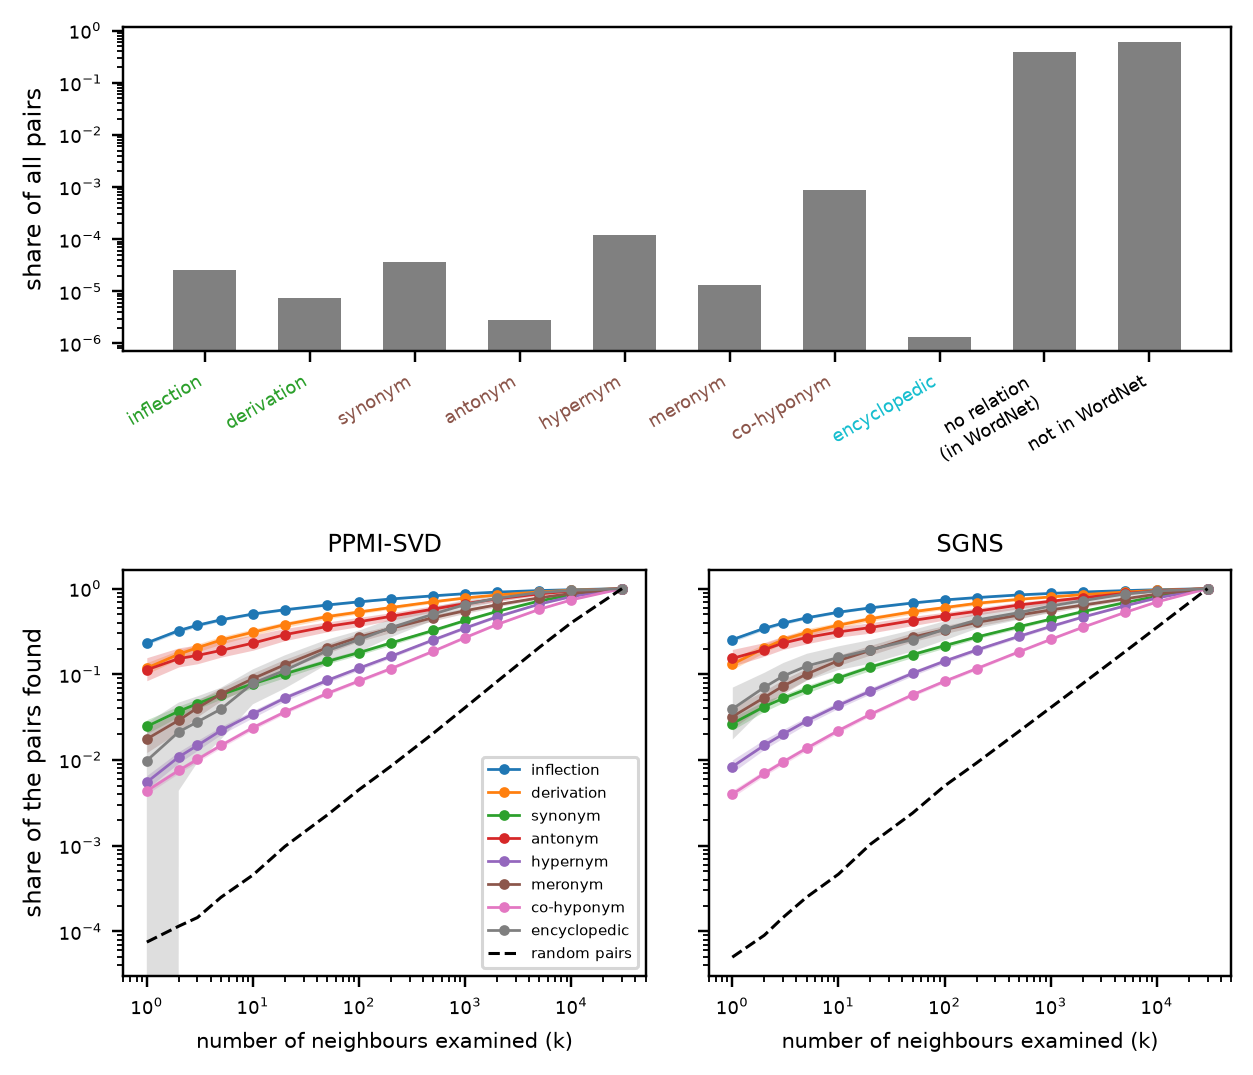 share of all pairs
10^0
10^-1
10^-2
10^-3
10^-4
10^-5
10^-6
inflection
derivation
synonym
antonym
hypernym
meronym
co-hyponym
encyclopedic
no relation
(in WordNet)
not in WordNet
PPMI-SVD
share of the pairs found
10^0
10^-1
10^-2
10^-3
10^-4
inflection
derivation
synonym
antonym
hypernym
meronym
co-hyponym
encyclopedic
random pairs
10^0
10^1
10^2
10^3
10^4
number of neighbours examined (k)
SGNS
10^0
10^1
10^2
10^3
10^4
number of neighbours examined (k)